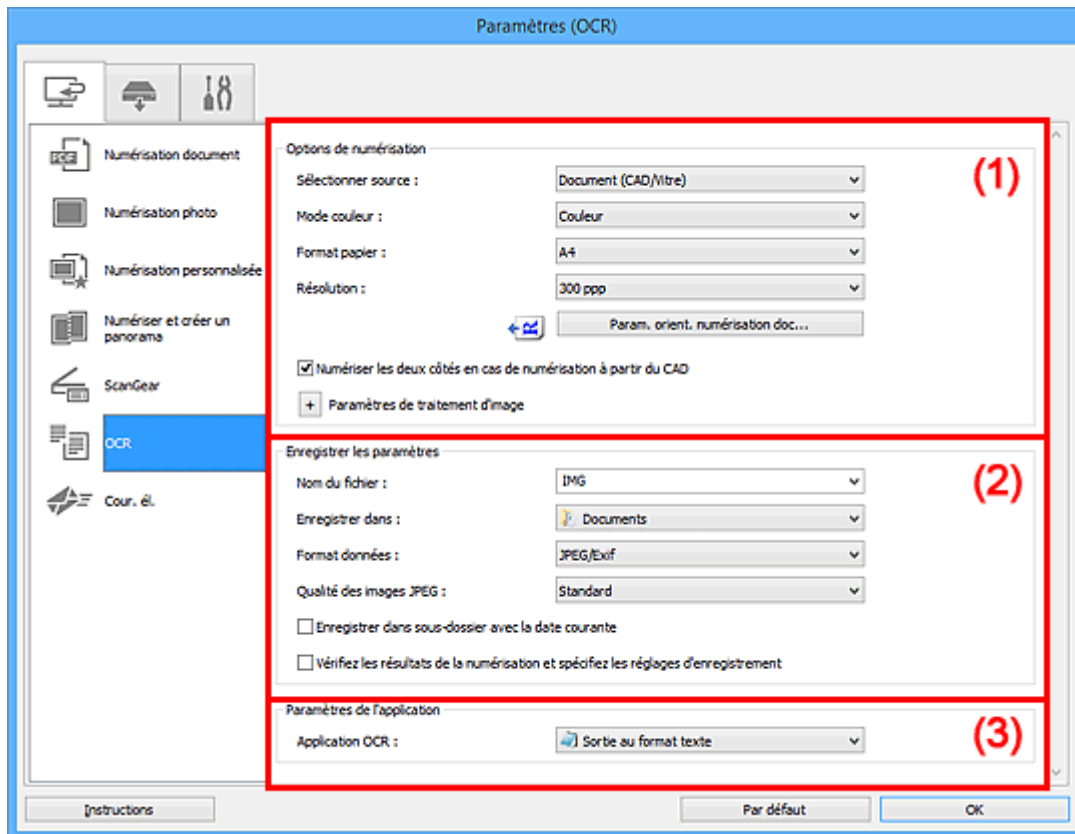 Paramètres (OCR)
Numérisation document
Numérisation photo
Numérisation personnalisée
Numériser et créer un
panorama
ScanGear
OCR
Cour. él.
Options de numérisation
(1)
Sélectionner source : Document (CAD/Vitre)
Mode couleur : Couleur
Format papier : A4
Résolution : 300 ppp
Param. orient. numérisation doc...
Numériser les deux côtés en cas de numérisation à partir du CAD
+ Paramètres de traitement d'image
Enregistrer les paramètres
(2)
Nom du fichier : IMG
Enregistrer dans : Documents
Format données : JPEG/Exif
Qualité des images JPEG : Standard
Enregistrer dans sous-dossier avec la date courante
Vérifiez les résultats de la numérisation et spécifiez les réglages d'enregistrement
Paramètres de l'application
(3)
Application OCR : Sortie au format texte
Instructions Par défaut OK